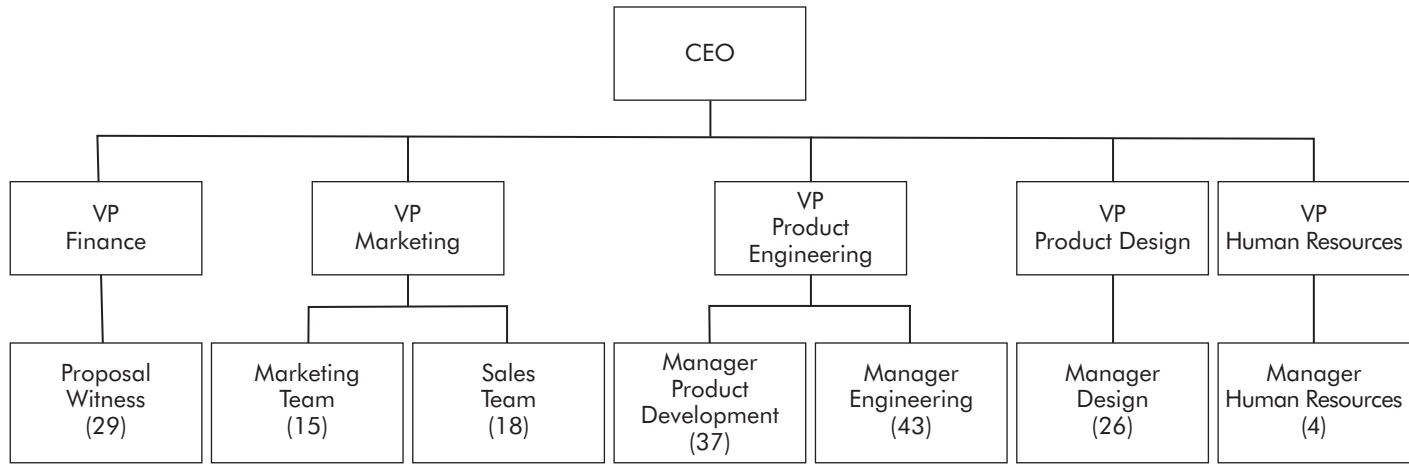 CEO
VP
Finance
VP
Marketing
VP
Product
Engineering
VP
Product Design
VP
Human Resources
Proposal
Witness
(29)
Marketing
Team
(15)
Sales
Team
(18)
Manager
Product
Development
(37)
Manager
Engineering
(43)
Manager
Design
(26)
Manager
Human Resources
(4)